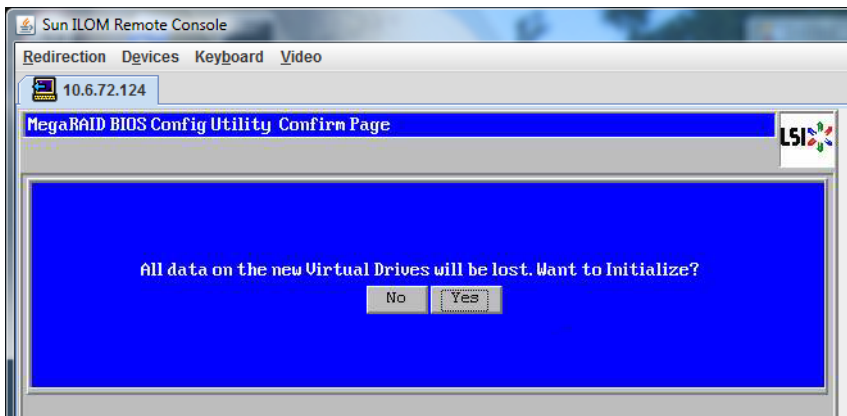 Sun ILOM Remote Console
Redirection Devices Keyboard Video
10.6.72.124
MegaRAID BIOS Config Utility Confirm Page
LSI
All data on the new Virtual Drives will be lost. Want to Initialize?
No Yes